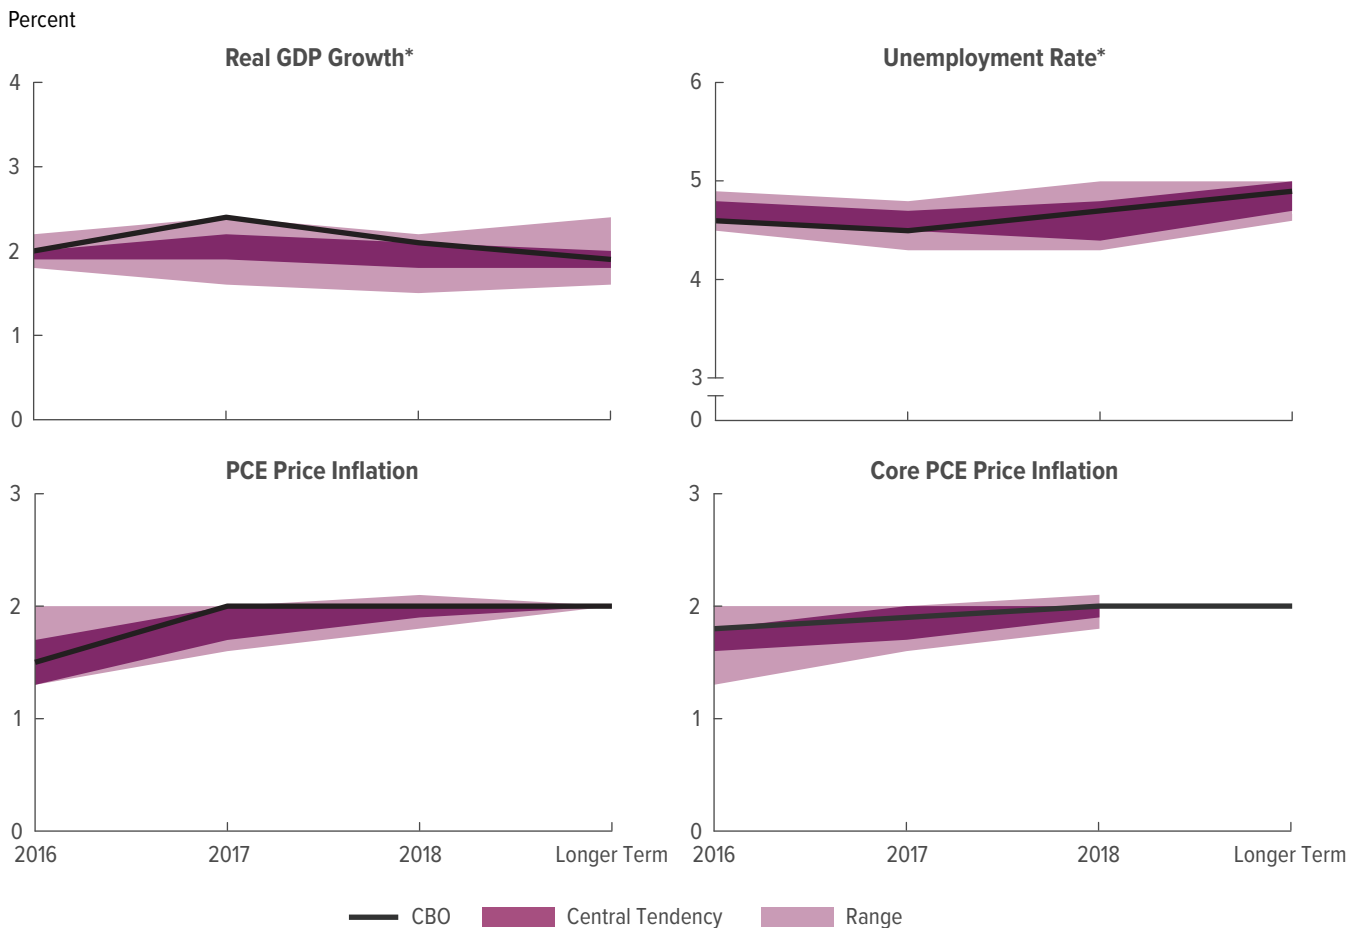 Percent
Real GDP Growth*
4
3
2
1
0
Unemployment Rate*
6
5
4
3
0
PCE Price Inflation
3
2
1
0
2016 2017 2018 Longer Term
Core PCE Price Inflation
3
2
1
0
2016 2017 2018 Longer Term
CBO Central Tendency Range